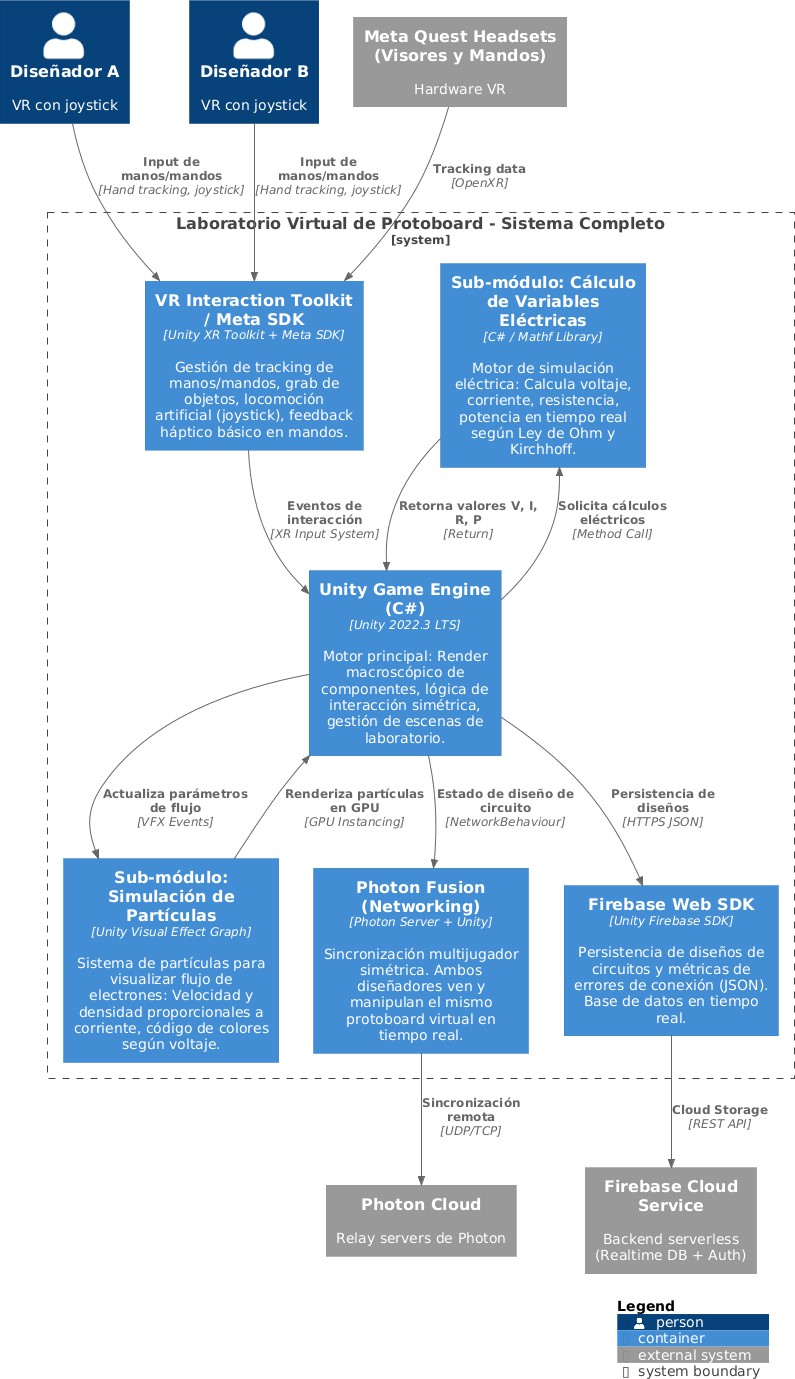 Diseñador A
VR con joystick
Diseñador B
VR con joystick
Meta Quest Headsets
(Visores y Mandos)
Hardware VR
Input de
manos/mandos
[Hand tracking, joystick]
Input de
manos/mandos
[Hand tracking, joystick]
Tracking data
[OpenXR]
Laboratorio Virtual de Protoboard - Sistema Completo
[system]
VR Interaction Toolkit
/ Meta SDK
[Unity XR Toolkit + Meta SDK]
Gestión de tracking de
manos/mandos, grab de
objetos, locomoción
artificial (joystick), feedback
háptico básico en mandos.
Sub-módulo: Cálculo
de Variables
Eléctricas
[C# / Mathf Library]
Motor de simulación
eléctrica: Calcula voltaje,
corriente, resistencia,
potencia en tiempo real
según Ley de Ohm y
Kirchhoff.
Eventos de
interacción
[XR Input System]
Retorna valores V, I,
R, P
[Return]
Solicita cálculos
eléctricos
[Method Call]
Unity Game Engine
(C#)
[Unity 2022.3 LTS]
Motor principal: Render
macroscópico de
componentes, lógica de
interacción simétrica,
gestión de escenas de
laboratorio.
Actualiza parámetros
de flujo
[VFX Events]
Renderiza partículas
en GPU
[GPU Instancing]
Estado de diseño de
circuito
[NetworkBehaviour]
Persistencia de
diseños
[HTTPS JSON]
Sub-módulo:
Simulación de
Partículas
[Unity Visual Effect Graph]
Sistema de partículas para
visualizar flujo de
electrones: Velocidad y
densidad proporcionales a
corriente, código de colores
según voltaje.
Photon Fusion
(Networking)
[Photon Server + Unity]
Sincronización multijugador
simétrica. Ambos
diseñadores ven y
manipulan el mismo
protoboard virtual en
tiempo real.
Firebase Web SDK
[Unity Firebase SDK]
Persistencia de diseños de
circuitos y métricas de
errores de conexión (JSON).
Base de datos en tiempo
real.
Sincronización
remota
[UDP/TCP]
Cloud Storage
[REST API]
Photon Cloud
Relay servers de Photon
Firebase Cloud
Service
Backend serverless
(Realtime DB + Auth)
Legend
person
container
external system
system boundary